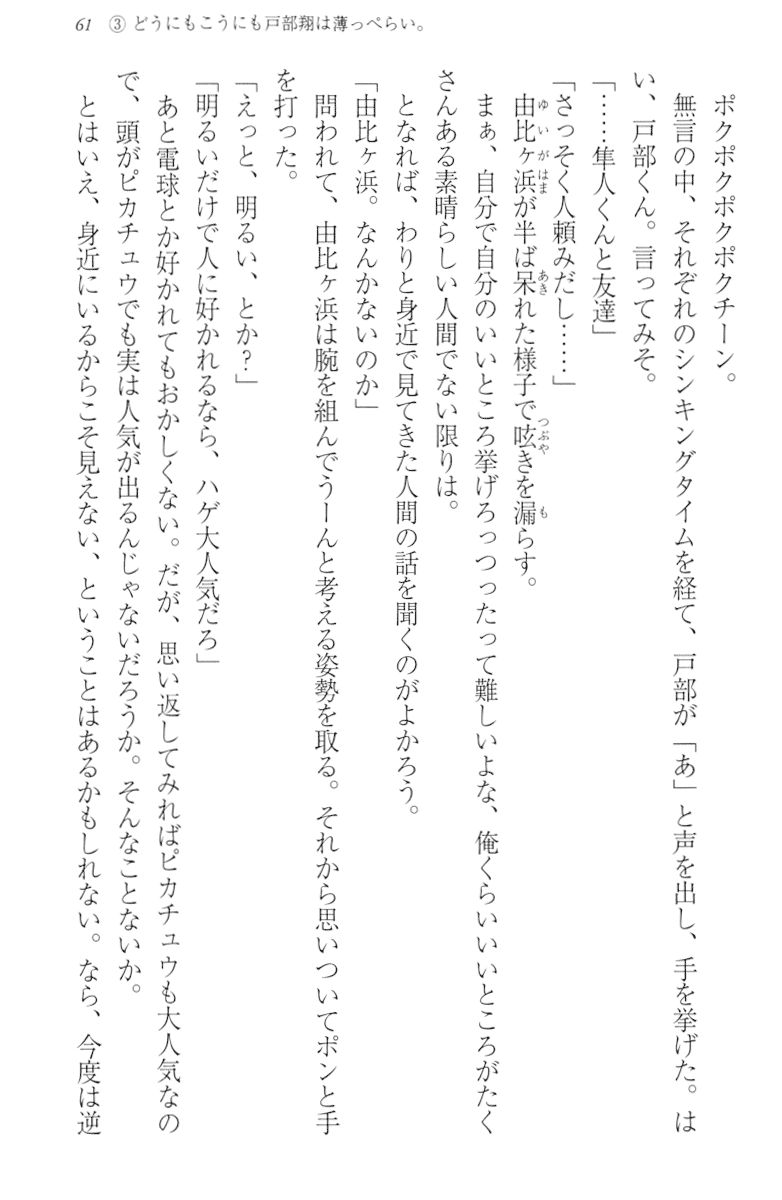 61　③ どうにもこうにも戸部翔は薄っぺらい。
　ポクポクポクポクチーン。
　無言の中、それぞれのシンキングタイムを経て、戸部が「あ」と声を出し、手を挙げた。は
い、戸部くん。言ってみそ。
「……隼人くんと友達」
「さっそく人頼みだし……」
　由比ヶ浜が半ば呆れた様子で呟きを漏らす。
　まぁ、自分で自分のいいところ挙げろっつったって難しいよな、俺くらいいいところがたく
さんある素晴らしい人間でない限りは。
　となれば、わりと身近で見てきた人間の話を聞くのがよかろう。
「由比ヶ浜。なんかないのか」
　問われて、由比ヶ浜は腕を組んでうーんと考える姿勢を取る。それから思いついてポンと手
を打った。
「えっと、明るい、とか？」
「明るいだけで人に好かれるなら、ハゲ大人気だろ」
　あと電球とか好かれてもおかしくない。だが、思い返してみればピカチュウも大人気なの
で、頭がピカチュウでも実は人気が出るんじゃないだろうか。そんなことないか。
　とはいえ、身近にいるからこそ見えない、ということはあるかもしれない。なら、今度は逆